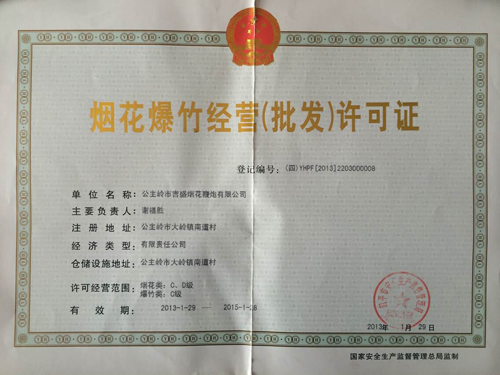 烟花爆竹经营(批发)许可证
登记编号：(四)YHPF[2013]2203000008
单位名称：公主岭市吉盛烟花鞭炮有限公司
主要负责人：谢德胜
注册地址：公主岭市大岭镇南道村
经济类型：有限责任公司
仓储设施地址：公主岭市大岭镇南道村
许可经营范围：烟花类：C、D级
爆竹类：C级
有效期 2013-1-29 —— 2015-1-28
2013年 1月 29日
国家安全生产监督管理总局监制